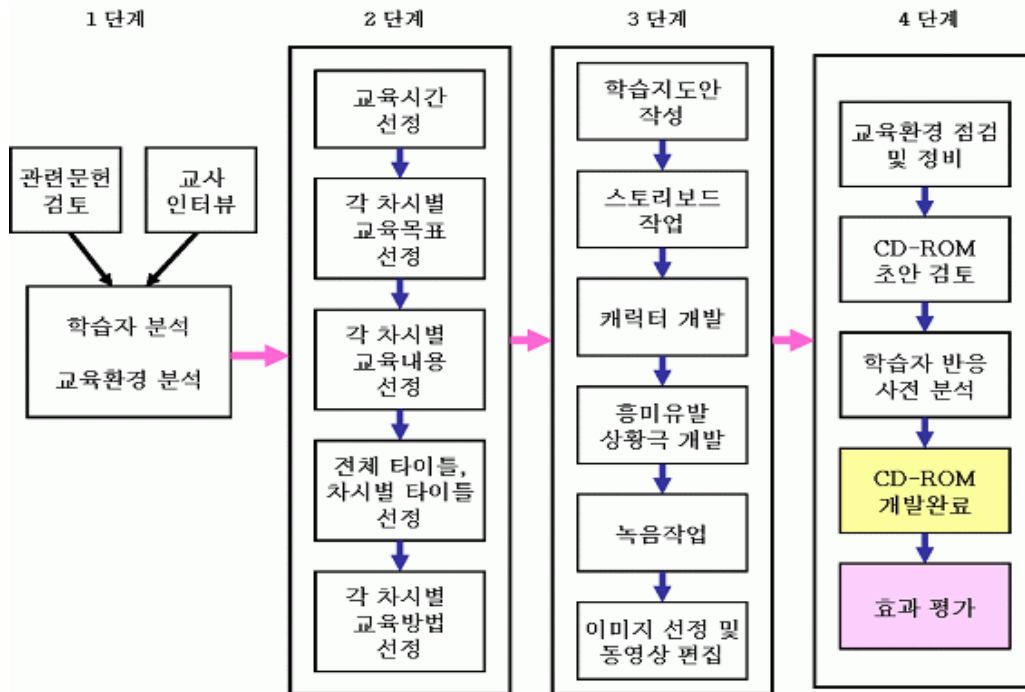 1 단계
2 단계
3 단계
4 단계
관련문헌
검토
교사
인터뷰
학습자 분석
교육환경 분석
교육시간
선정
각 차시별
교육목표
선정
각 차시별
교육내용
선정
전체 타이틀,
차시별 타이틀
선정
각 차시별
교육방법
선정
학습지도안
작성
스토리보드
작업
캐릭터 개발
흥미유발
상황극 개발
녹음작업
이미지 선정 및
동영상 편집
교육환경 점검
및 정비
CD-ROM
초안 검토
학습자 반응
사전 분석
CD-ROM
개발완료
효과 평가